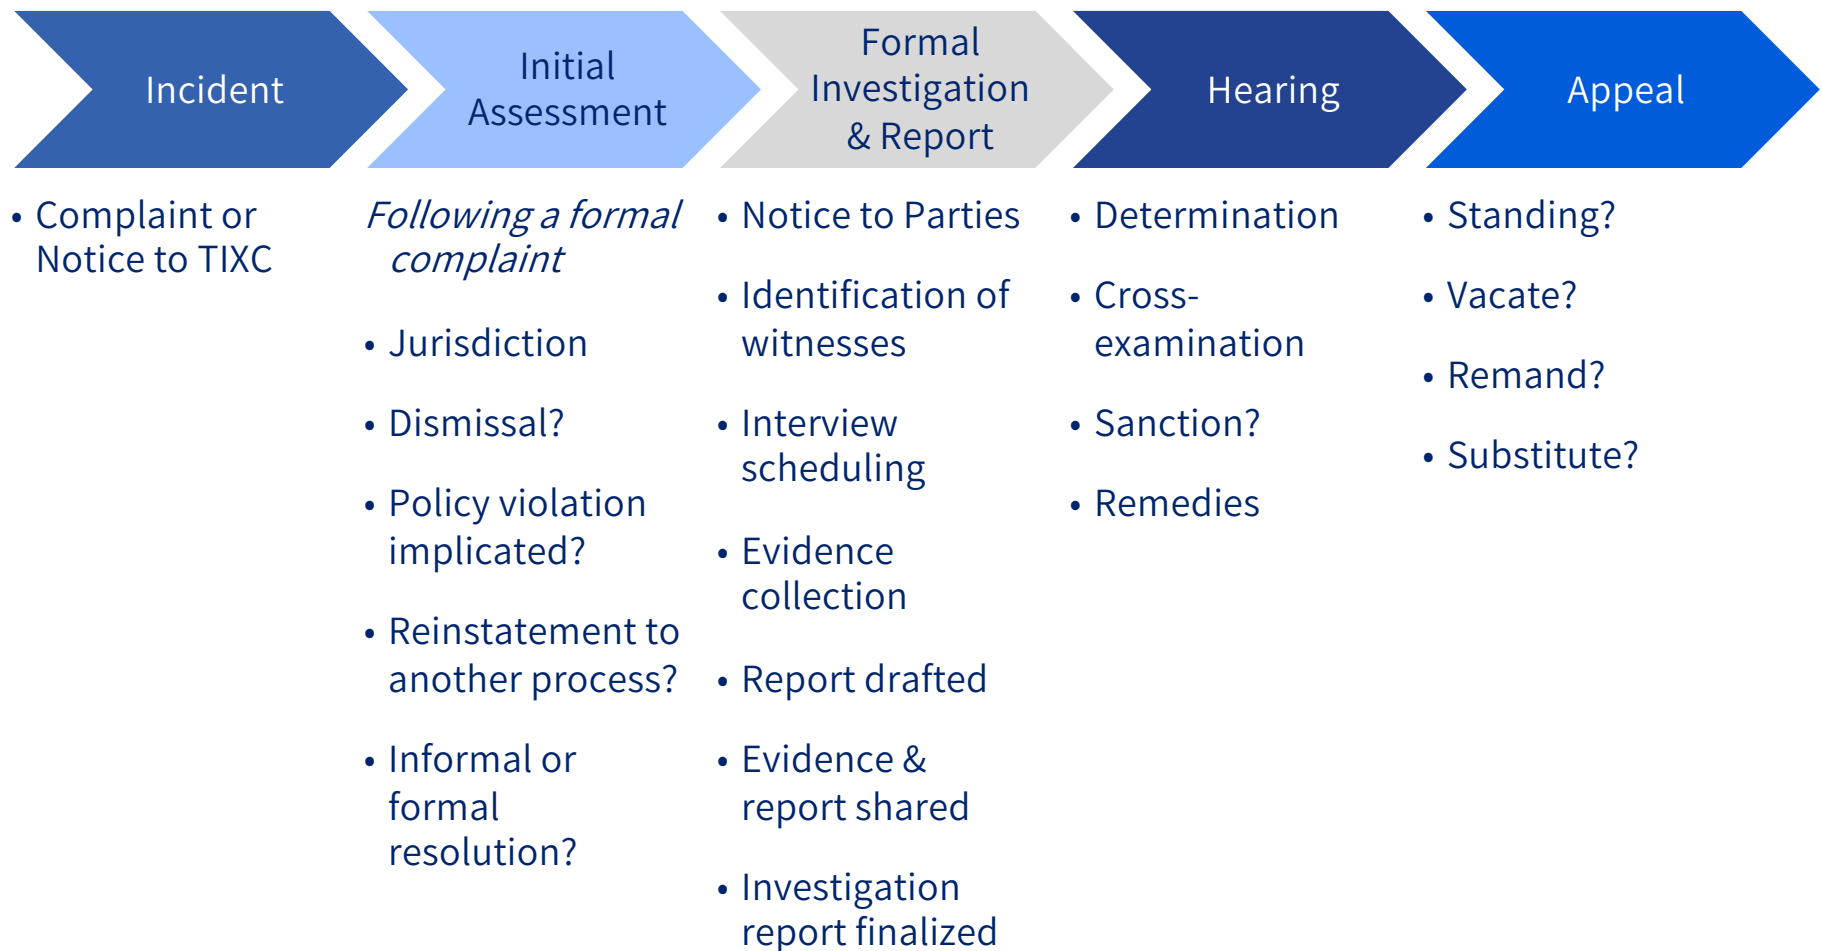 Incident
Initial
Assessment
Formal
Investigation
& Report
Hearing
Appeal
• Complaint or
Notice to TIXC
Following a formal
complaint
• Jurisdiction
• Dismissal?
• Policy violation
implicated?
• Reinstatement to
another process?
• Informal or
formal
resolution?
• Notice to Parties
• Identification of
witnesses
• Interview
scheduling
• Evidence
collection
• Report drafted
• Evidence &
report shared
• Investigation
report finalized
• Determination
• Cross-
examination
• Sanction?
• Remedies
• Standing?
• Vacate?
• Remand?
• Substitute?